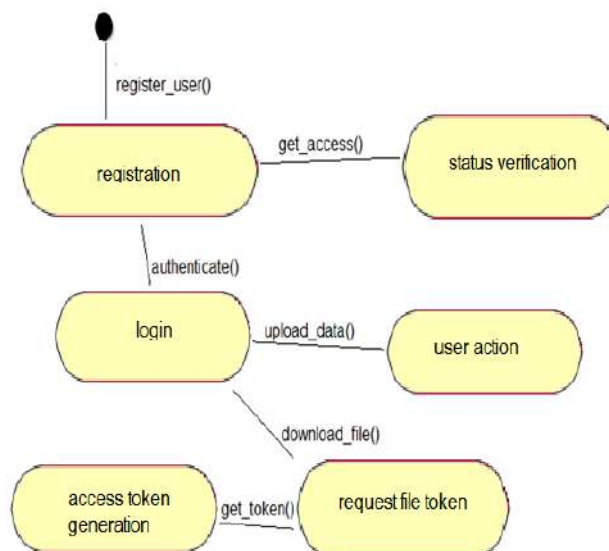 register_user()
registration
get_access()
status verification
authenticate()
login
upload_data()
user action
download_file()
access token
generation
get_token()
request file token